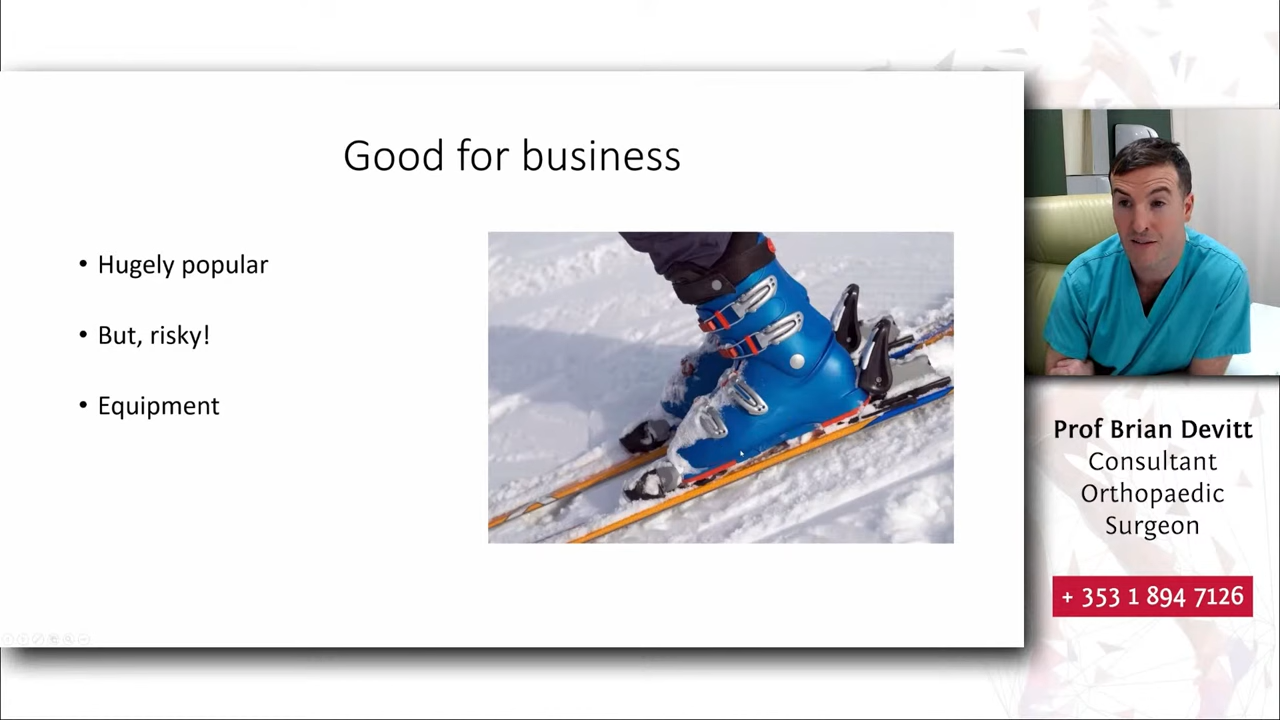 Good for business
• Hugely popular
• But, risky!
• Equipment
Prof Brian Devitt
Consultant
Orthopaedic
Surgeon
+ 353 1 894 7126